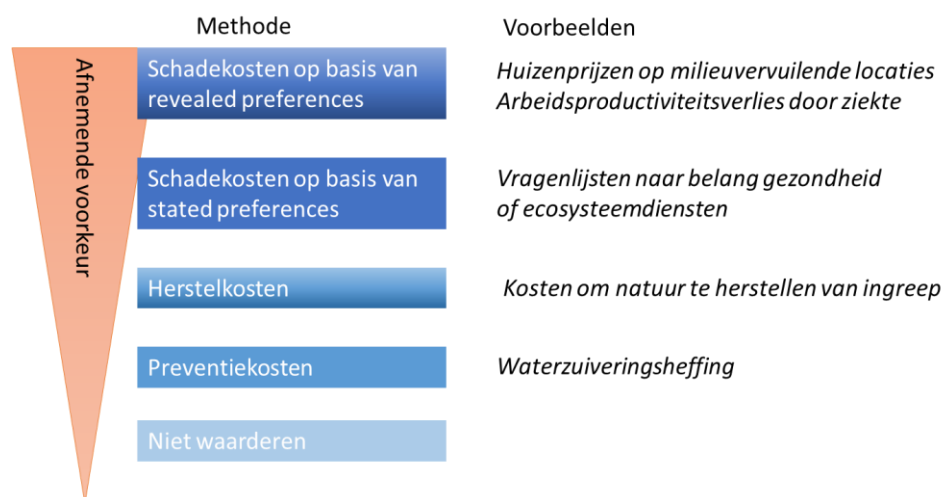 Methode
Voorbeelden
Afnemende voorkeur
Schadekosten op basis van
revealed preferences
Huizenprijzen op milieuvervuilende locaties
Arbeidsproductiviteitsverlies door ziekte
Schadekosten op basis van
stated preferences
Vragenlijsten naar belang gezondheid
of ecosysteemdiensten
Herstelkosten
Kosten om natuur te herstellen van ingreep
Preventiekosten
Waterzuiveringsheffing
Niet waarderen